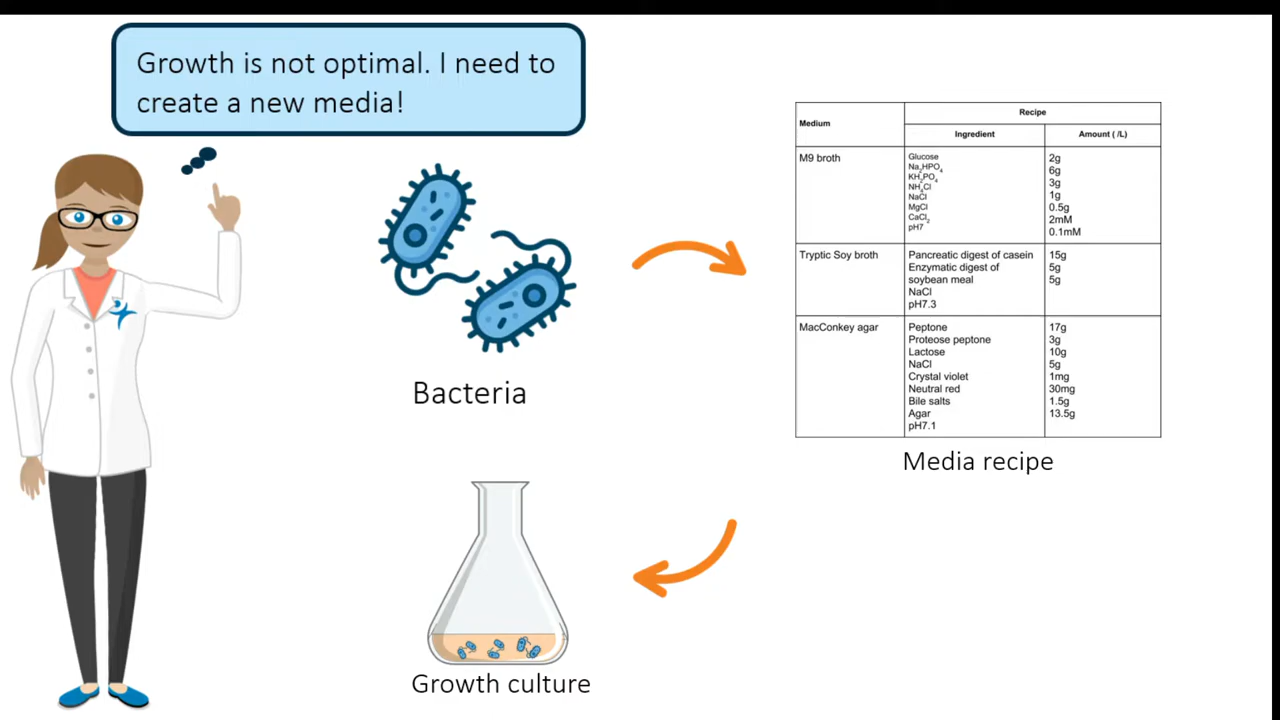 Growth is not optimal. I need to
create a new media!
Medium
Recipe
Ingredient
Amount ( /L)
M9 broth
Glucose
Na₂HPO₄
KH₂PO₄
NH₄Cl
NaCl
MgCl
CaCl₂
pH7
2g
6g
3g
1g
0.5g
2mM
0.1mM
Tryptic Soy broth
Pancreatic digest of casein
Enzymatic digest of
soybean meal
NaCl
pH7.3
15g
5g
5g
MacConkey agar
Peptone
Proteose peptone
Lactose
NaCl
Crystal violet
Neutral red
Bile salts
Agar
pH7.1
17g
3g
10g
5g
1mg
30mg
1.5g
13.5g
Bacteria
Media recipe
Growth culture